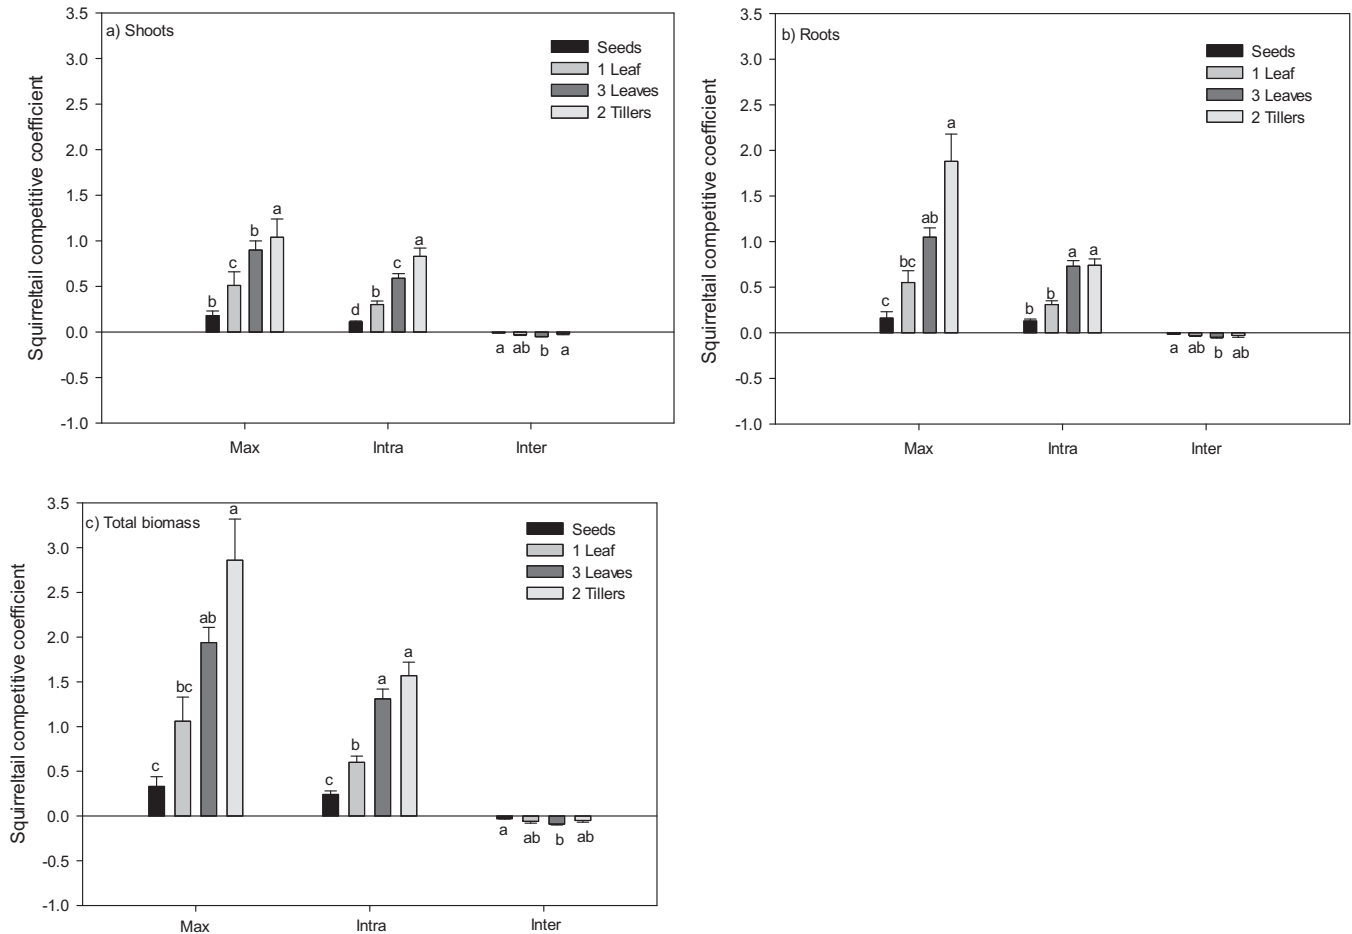 a) Shoots
Squirreltail competitive coefficient
3.5
3.0
2.5
2.0
1.5
1.0
0.5
0.0
-0.5
-1.0
Seeds
1 Leaf
3 Leaves
2 Tillers
b
c
b
a
d
b
c
a
a
ab
b
a
Max
Intra
Inter
b) Roots
Squirreltail competitive coefficient
3.5
3.0
2.5
2.0
1.5
1.0
0.5
0.0
-0.5
-1.0
Seeds
1 Leaf
3 Leaves
2 Tillers
c
bc
ab
a
b
b
a
a
a
ab
b
ab
Max
Intra
Inter
c) Total biomass
Squirreltail competitive coefficient
3.5
3.0
2.5
2.0
1.5
1.0
0.5
0.0
-0.5
-1.0
Seeds
1 Leaf
3 Leaves
2 Tillers
c
bc
ab
a
c
b
a
a
a
ab
b
ab
Max
Intra
Inter